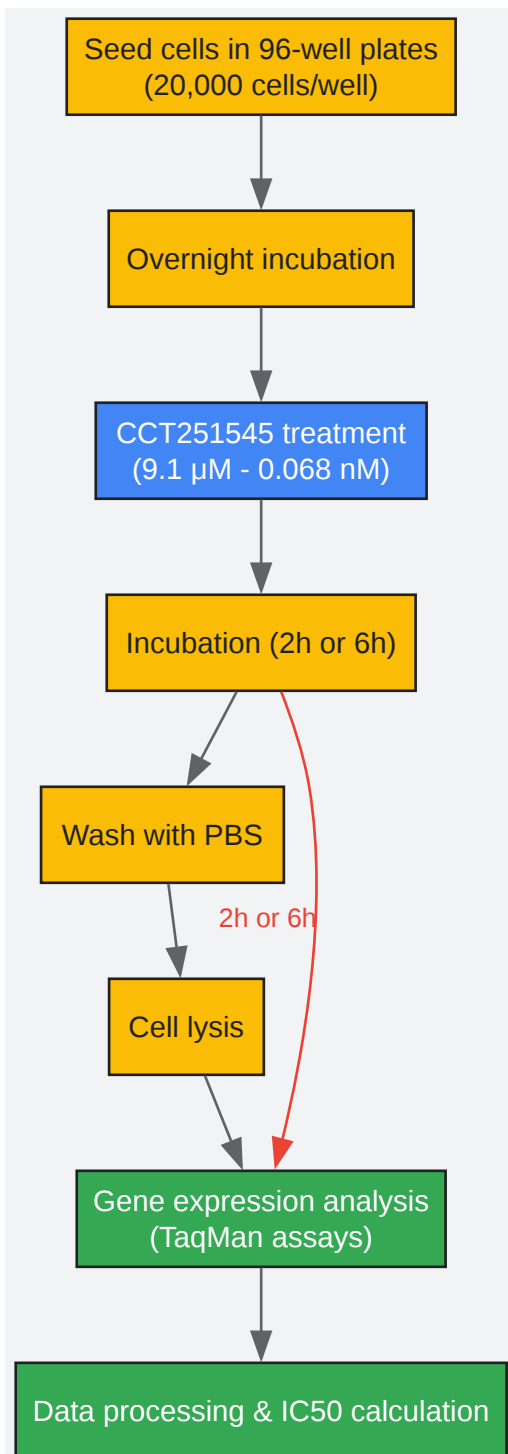 Seed cells in 96-well plates
(20,000 cells/well)
Overnight incubation
CCT251545 treatment
(9.1 μM - 0.068 nM)
Incubation (2h or 6h)
Wash with PBS
2h or 6h
Cell lysis
Gene expression analysis
(TaqMan assays)
Data processing & IC50 calculation